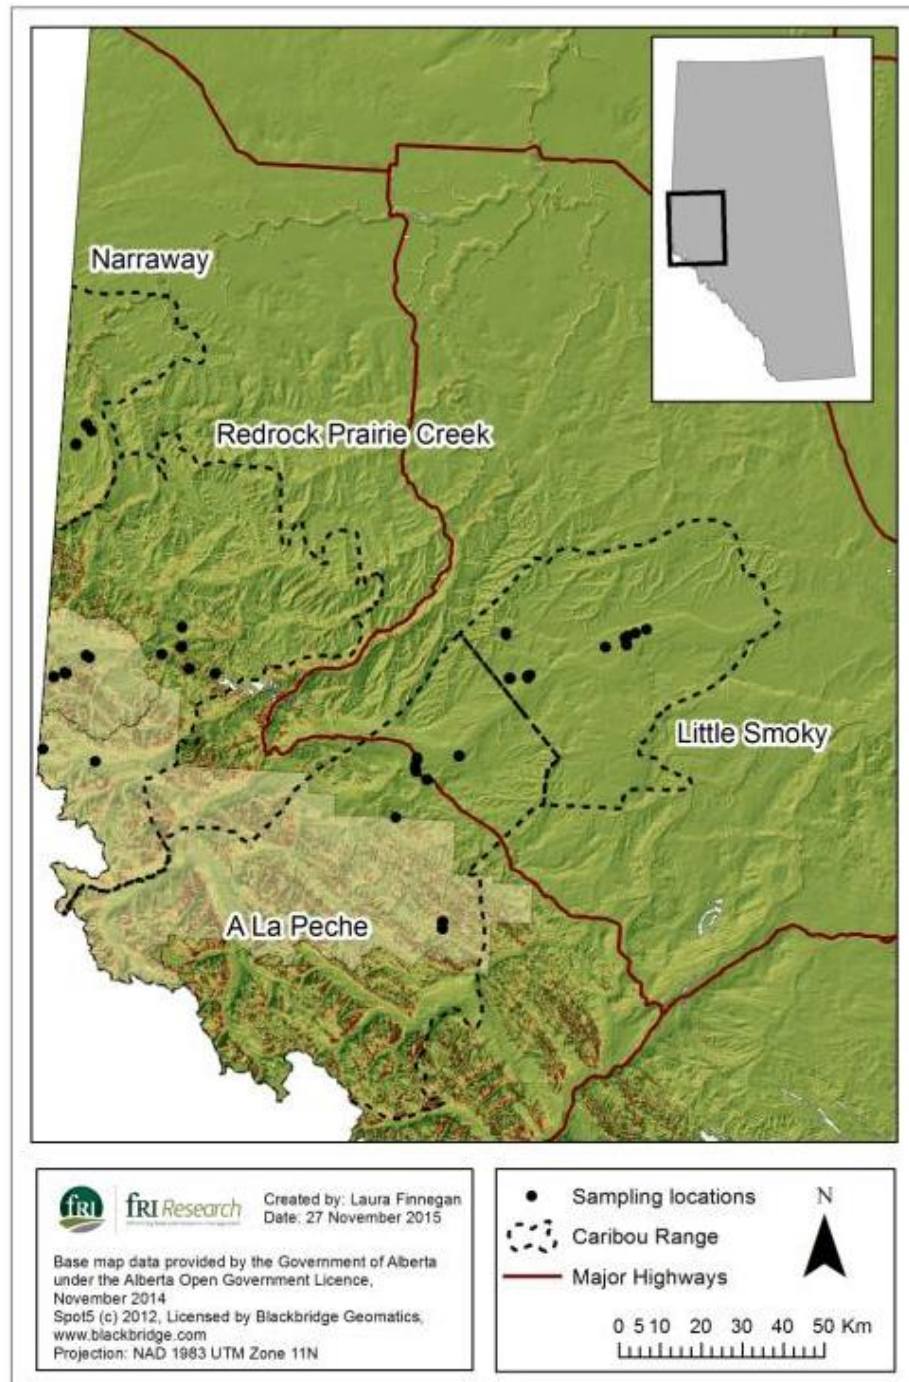 Narraway
Redrock Prairie Creek
Little Smoky
A La Peche
fRI
fRI Research
Created by: Laura Finnegan
Date: 27 November 2015
Base map data provided by the Government of Alberta
under the Alberta Open Government Licence,
November 2014
Spot5 (c) 2012, Licensed by Blackbridge Geomatics,
www.blackbridge.com
Projection: NAD 1983 UTM Zone 11N
Sampling locations
Caribou Range
Major Highways
N
0 5 10 20 30 40 50 Km